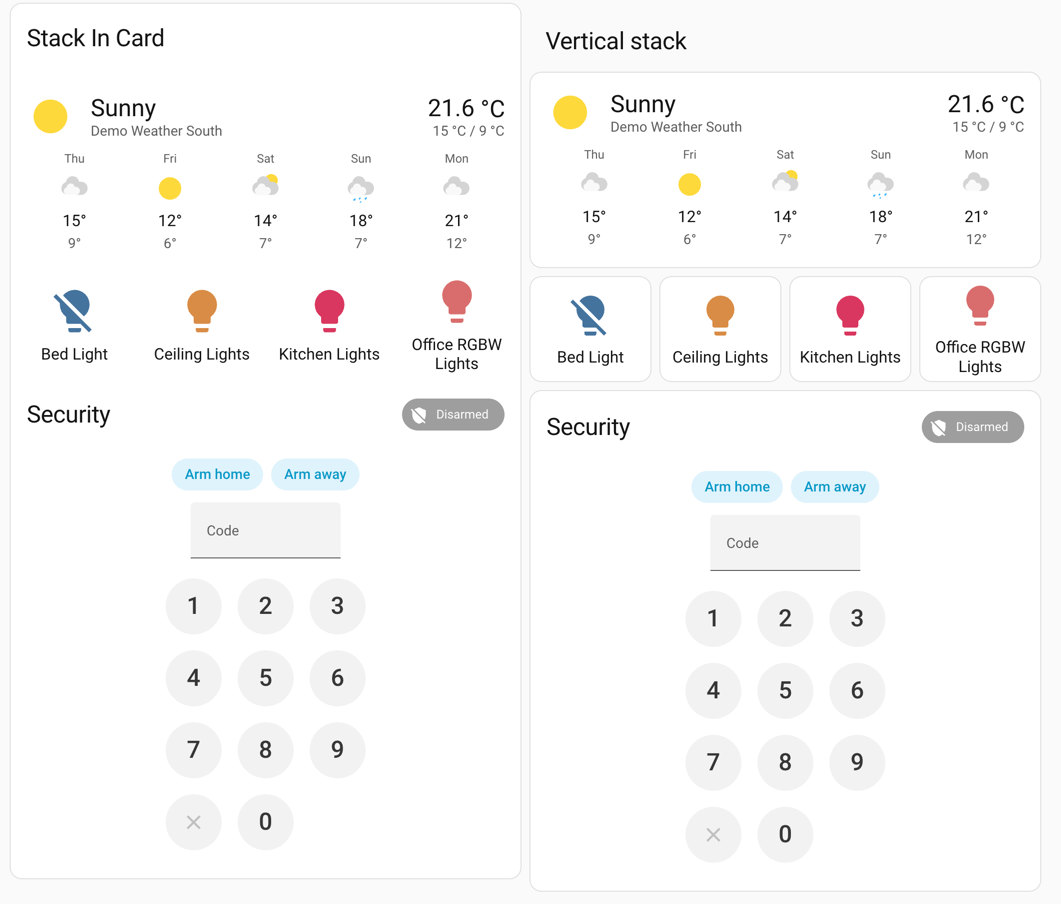 Stack In Card
Sunny 21.6 °C
Demo Weather South 15 °C / 9 °C
Thu Fri Sat Sun Mon
15° 12° 14° 18° 21°
9° 6° 7° 7° 12°
Bed Light Ceiling Lights Kitchen Lights Office RGBW
Lights
Security Disarmed
Arm home Arm away
Code
1 2 3
4 5 6
7 8 9
0
Vertical stack
Sunny 21.6 °C
Demo Weather South 15 °C / 9 °C
Thu Fri Sat Sun Mon
15° 12° 14° 18° 21°
9° 6° 7° 7° 12°
Bed Light Ceiling Lights Kitchen Lights Office RGBW
Lights
Security Disarmed
Arm home Arm away
Code
1 2 3
4 5 6
7 8 9
0